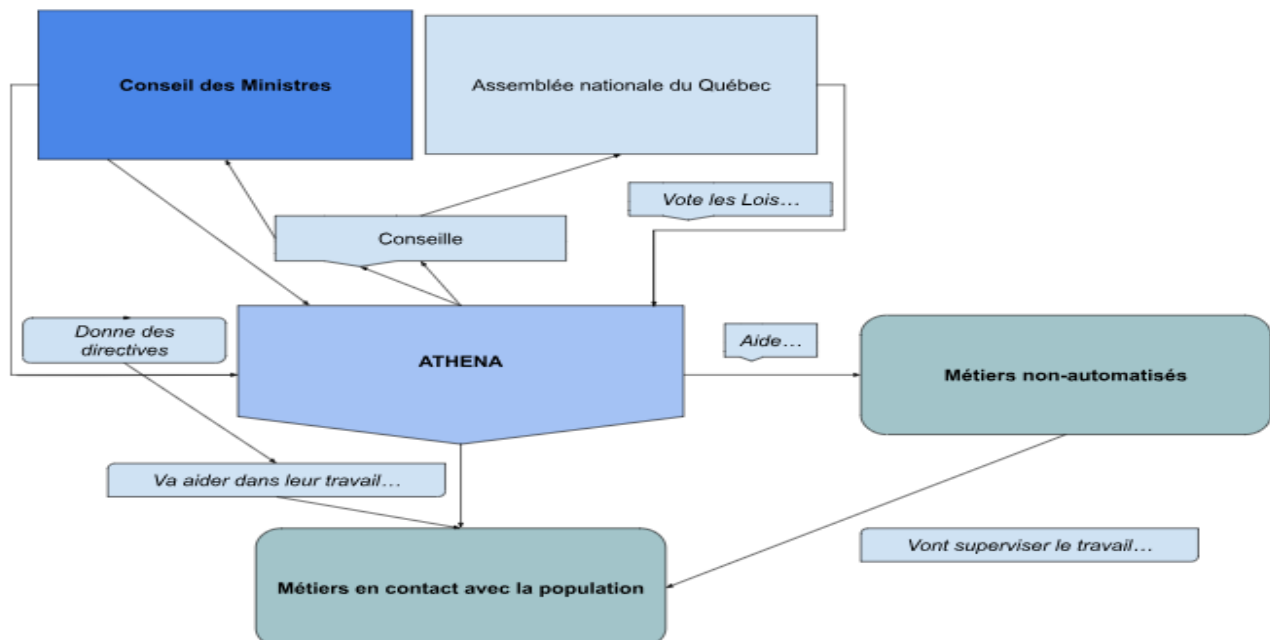 Conseil des Ministres
Assemblée nationale du Québec
Vote les Lois…
Conseille
Donne des
directives
ATHENA
Aide…
Métiers non-automatisés
Va aider dans leur travail…
Vont superviser le travail…
Métiers en contact avec la population